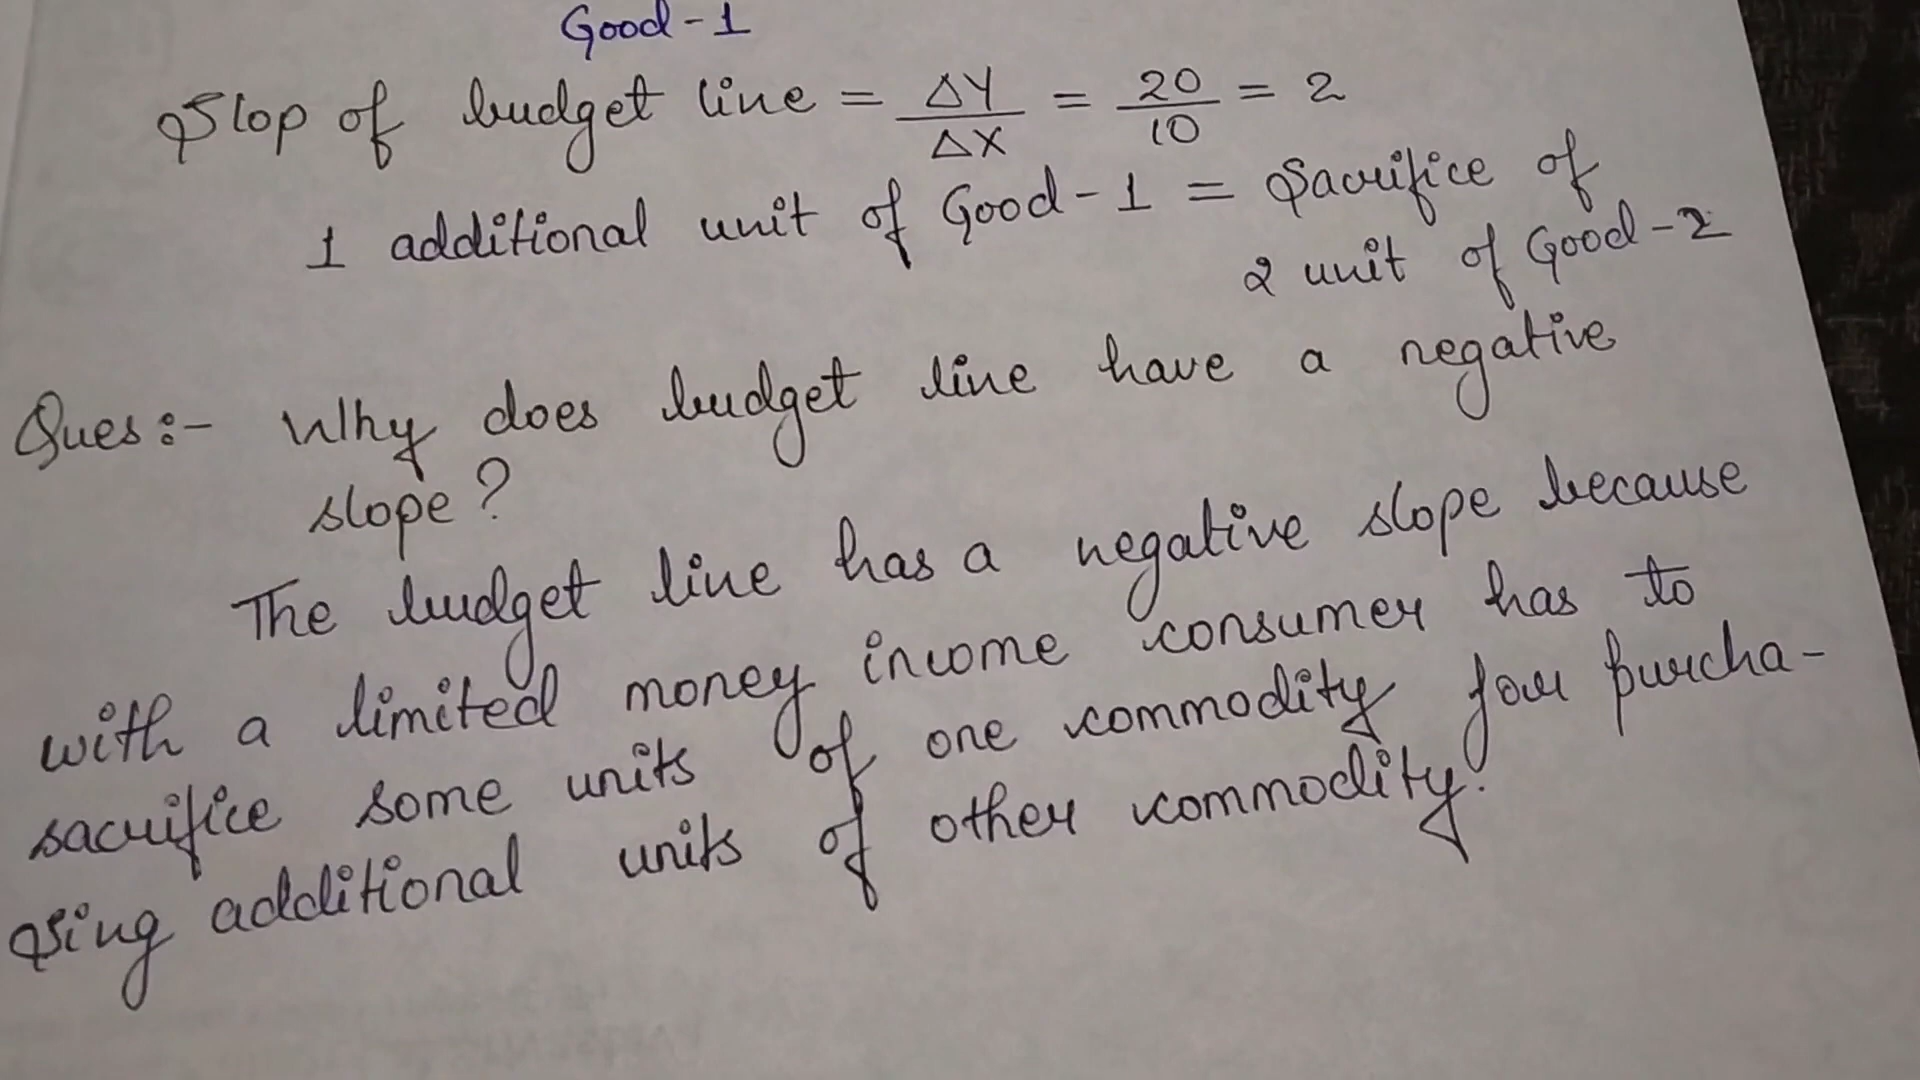 Good-1
Slop of budget line = ΔY/ΔX = 20/10 = 2
1 additional unit of Good-1 = Sacrifice of
2 unit of Good-2
Ques:- Why does budget line have a negative
slope?
The budget line has a negative slope because
with a limited money income consumer has to
sacrifice some units of one commodity for purcha-
sing additional units of other commodity.